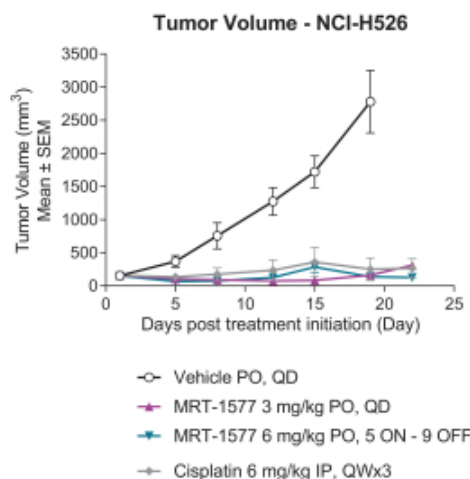 Tumor Volume - NCI-H526
Tumor Volume (mm³)
Mean ± SEM
3500
3000
2500
2000
1500
1000
500
0
0 5 10 15 20 25
Days post treatment initiation (Day)
Vehicle PO, QD
MRT-1577 3 mg/kg PO, QD
MRT-1577 6 mg/kg PO, 5 ON - 9 OFF
Cisplatin 6 mg/kg IP, QWx3